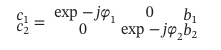 c₁ = exp −jφ₁ 0 b₁
c₂ = 0 exp −jφ₂ b₂